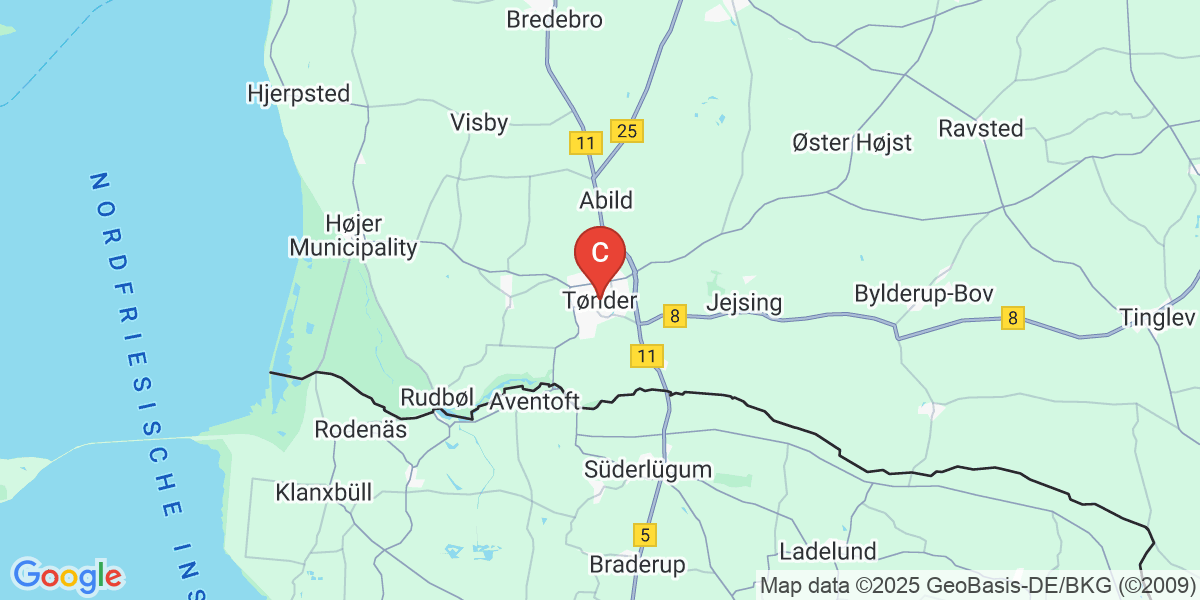 Bredebro
Hjerpsted
Visby
25
11
Ravsted
Øster Højst
Abild
Højer
Municipality
C
Tønder
Jejsing
Bylderup-Bov
8
8
Tinglev
11
NORDFRIESISCHE INS
Rudbøl
Aventoft
Rodenäs
Süderlügum
Klanxbüll
5
Braderup
Ladelund
Google
Map data ©2025 GeoBasis-DE/BKG (©2009)